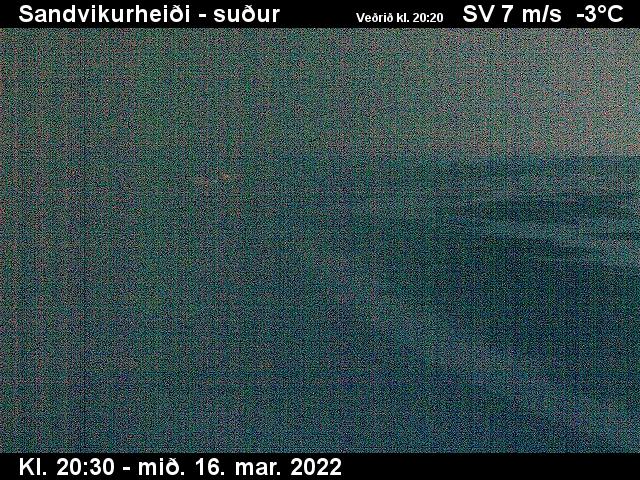 Sandvikurheiði - suður Veðrið kl. 20:20 SV 7 m/s -3°C
Kl. 20:30 - mið. 16. mar. 2022